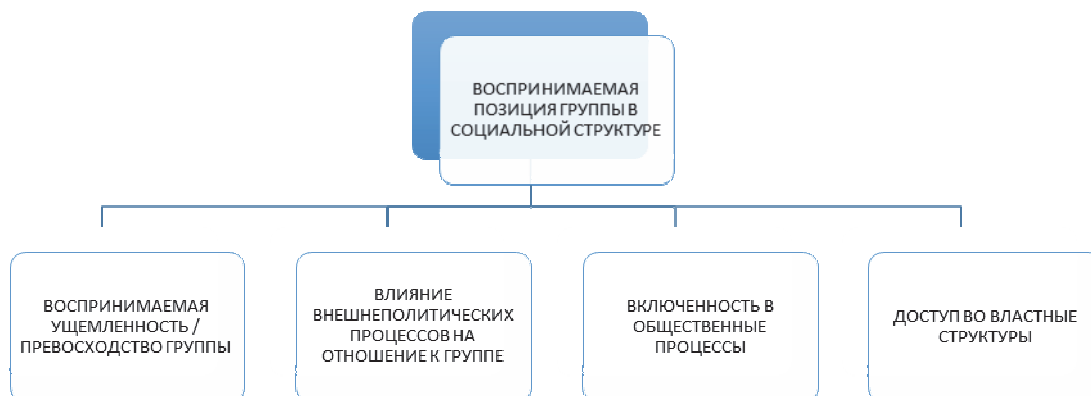 ВОСПРИНИМАЕМАЯ
ПОЗИЦИЯ ГРУППЫ В
СОЦИАЛЬНОЙ СТРУКТУРЕ
ВОСПРИНИМАЕМАЯ
УЩЕМЛЕННОСТЬ /
ПРЕВОСХОДСТВО ГРУППЫ
ВЛИЯНИЕ
ВНЕШНЕПОЛИТИЧЕСКИХ
ПРОЦЕССОВ НА
ОТНОШЕНИЕ К ГРУППЕ
ВКЛЮЧЕННОСТЬ В
ОБЩЕСТВЕННЫЕ
ПРОЦЕССЫ
ДОСТУП ВО ВЛАСТНЫЕ
СТРУКТУРЫ